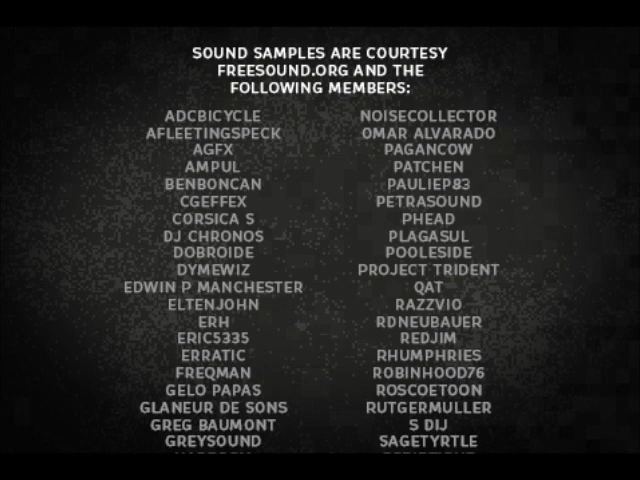 SOUND SAMPLES ARE COURTESY
FREESOUND.ORG AND THE
FOLLOWING MEMBERS:
ADCBICYCLE
AFLEETINGSPECK
AGFX
AMPUL
BENBONCAN
CGEFFEX
CORSICA S
DJ CHRONOS
DOBROIDE
DYMEWIZ
EDWIN P MANCHESTER
ELTENJOHN
ERH
ERIC5335
ERRATIC
FREQMAN
GELO PAPAS
GLANEUR DE SONS
GREG BAUMONT
GREYSOUND
NOISECOLLECTOR
OMAR ALVARADO
PAGANCOW
PATCHEN
PAULIEP83
PETRASOUND
PHEAD
PLAGASUL
POOLESIDE
PROJECT TRIDENT
QAT
RAZZVIO
RDNEUBAUER
REDJIM
RHUMPHRIES
ROBINHOOD76
ROSCOETOON
RUTGERMULLER
S DIJ
SAGETYRTLE